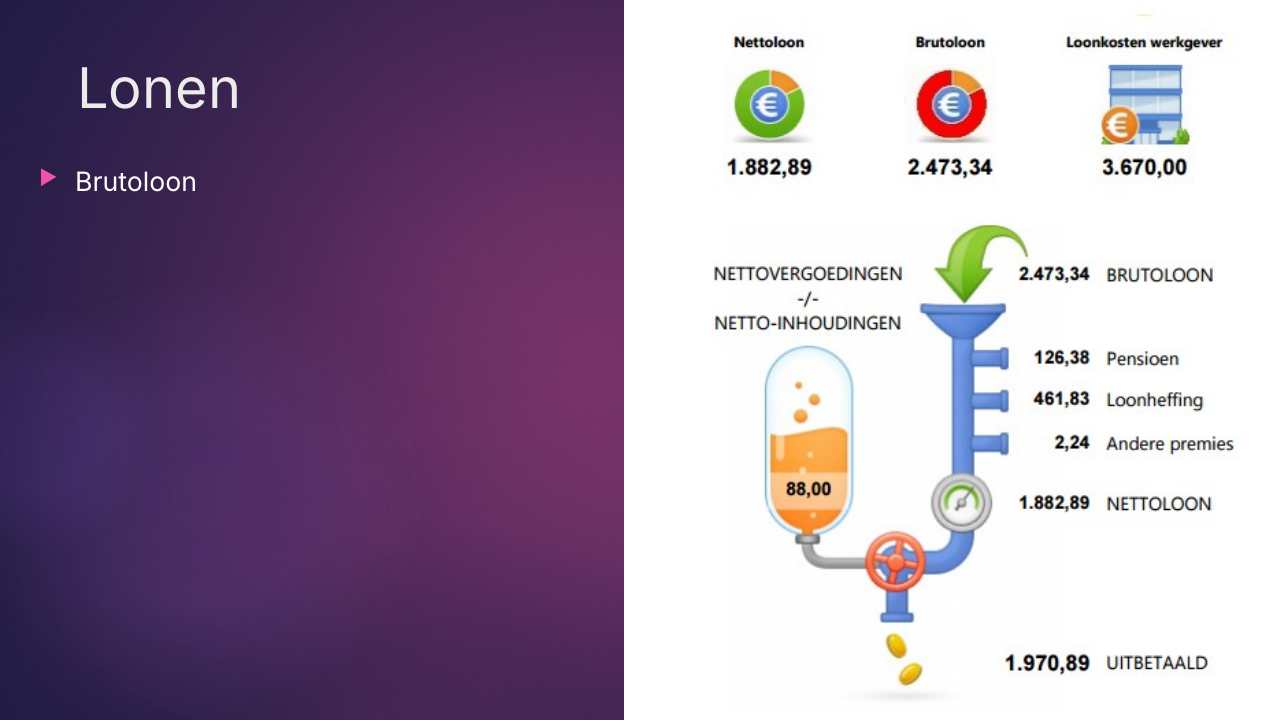 Lonen
Brutoloon
Nettoloon
Brutoloon
Loonkosten werkgever
€
€
€
1.882,89
2.473,34
3.670,00
NETTOVERGOEDINGEN
-/-
NETTO-INHOUDINGEN
2.473,34 BRUTOLOON
126,38 Pensioen
461,83 Loonheffing
2,24 Andere premies
88,00
1.882,89 NETTOLOON
1.970,89 UITBETAALD